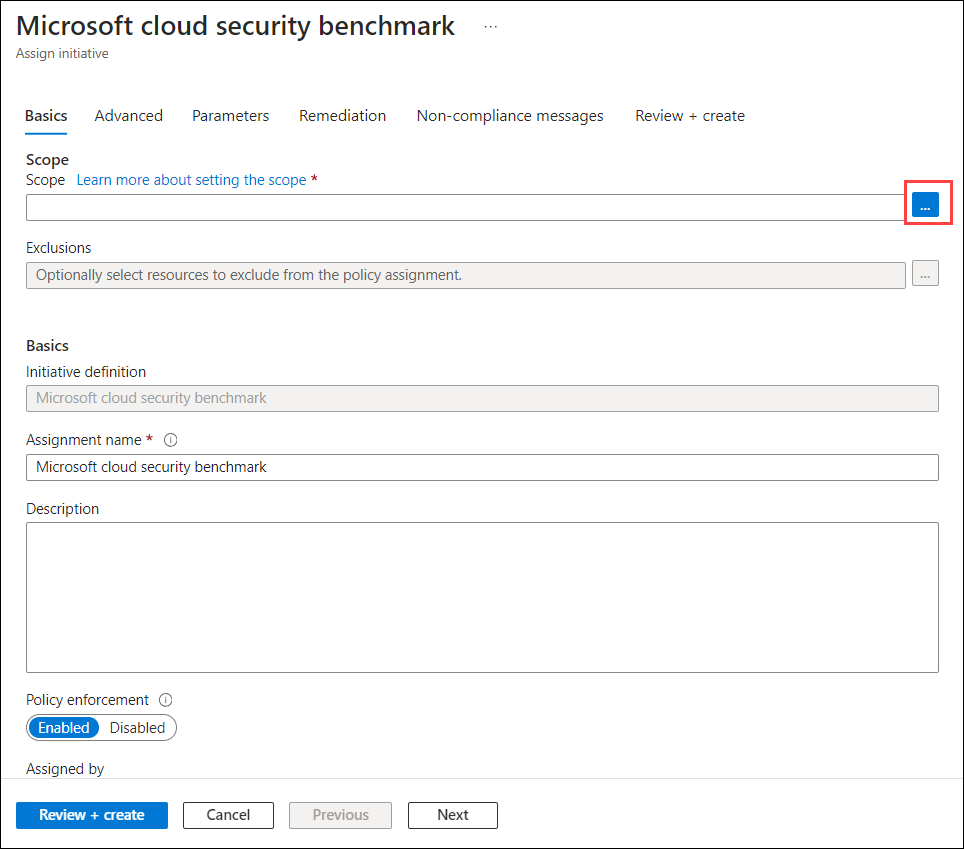 Microsoft cloud security benchmark ...
Assign initiative
Basics Advanced Parameters Remediation Non-compliance messages Review + create
Scope
Scope Learn more about setting the scope *
...
Exclusions
Optionally select resources to exclude from the policy assignment. ...
Basics
Initiative definition
Microsoft cloud security benchmark
Assignment name *
Microsoft cloud security benchmark
Description
Policy enforcement
Enabled Disabled
Assigned by
Review + create Cancel Previous Next